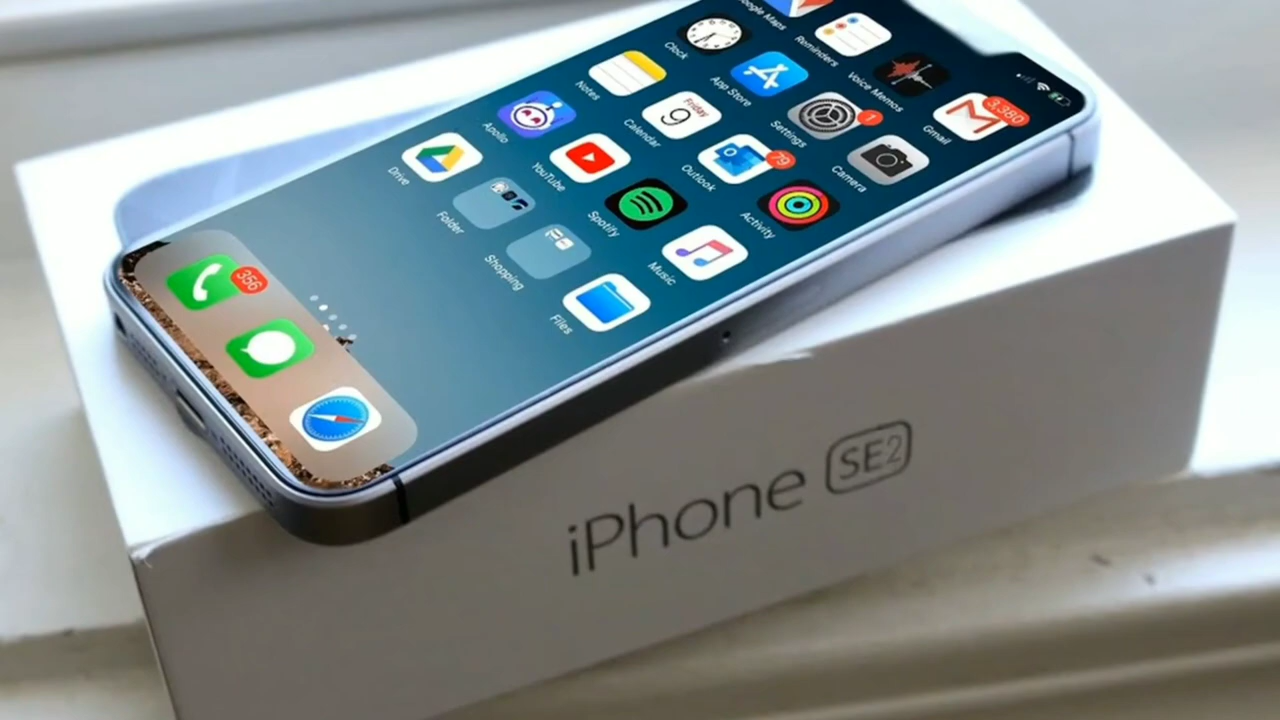 Google Maps
Reminders
Voice Memos
3,380
Gmail
Clock
App Store
Settings
1
Camera
Notes
Friday
9
Calendar
Outlook
79
Activity
Apollo
YouTube
Spotify
Music
Drive
Folder
Shopping
Files
356
iPhone SE2